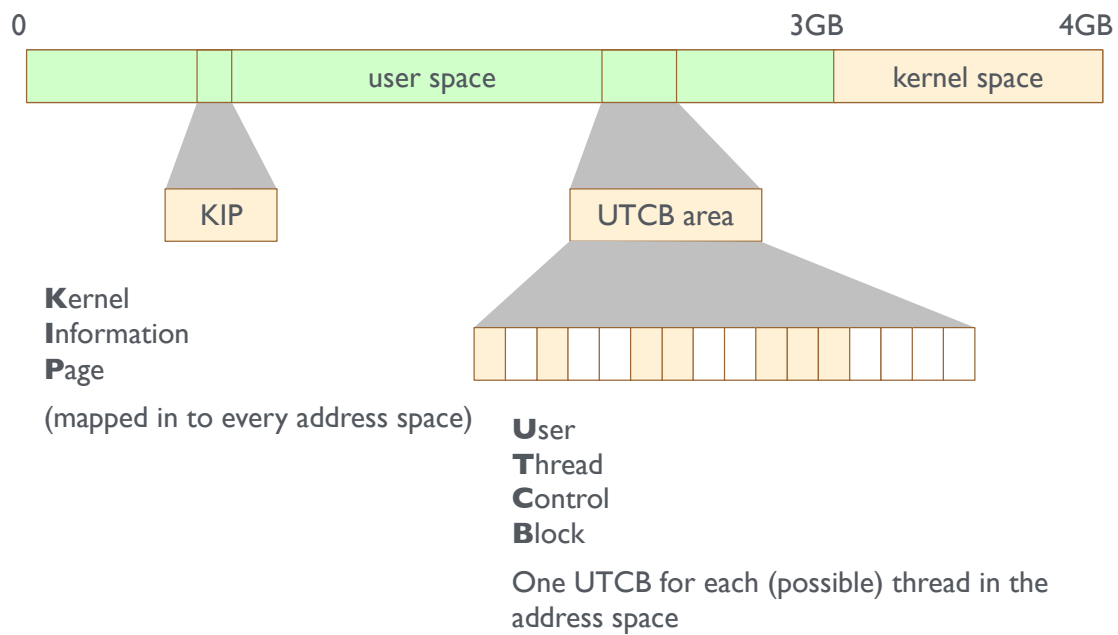 0
3GB
4GB
user space
kernel space
KIP
UTCB area
Kernel
Information
Page
(mapped in to every address space)
User
Thread
Control
Block
One UTCB for each (possible) thread in the
address space